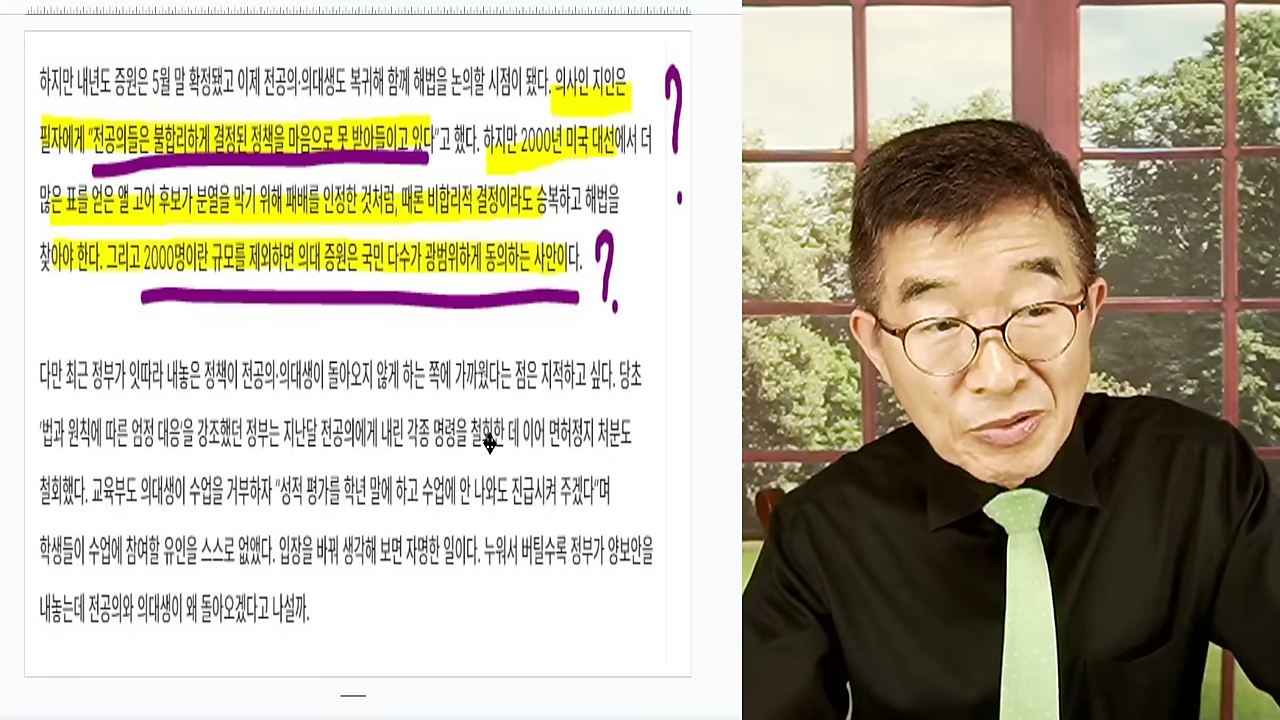 하지만 내년도 증원은 5월 말 확정됐고 이제 전공의·의대생도 복귀해 함께 해법을 논의할 시점이 됐다. 의사인 지인은
필자에게 “전공의들은 불합리하게 결정된 정책을 마음으로 못 받아들이고 있다”고 했다. 하지만 2000년 미국 대선에서 더
많은 표를 얻은 앨 고어 후보가 분열을 막기 위해 패배를 인정한 것처럼, 때론 비합리적 결정이라도 승복하고 해법을
찾아야 한다. 그리고 2000명이란 규모를 제외하면 의대 증원은 국민 다수가 광범위하게 동의하는 사안이다.
다만 최근 정부가 잇따라 내놓은 정책이 전공의·의대생이 돌아오지 않게 하는 쪽에 가까웠다는 점은 지적하고 싶다. 당초
‘법과 원칙에 따른 엄정 대응’을 강조했던 정부는 지난달 전공의에게 내린 각종 명령을 철회한 데 이어 면허정지 처분도
철회했다. 교육부도 의대생이 수업을 거부하자 “성적 평가를 학년 말에 하고 수업에 안 나와도 진급시켜 주겠다”며
학생들이 수업에 참여할 유인을 스스로 없앴다. 입장을 바꿔 생각해 보면 자명한 일이다. 누워서 버틸수록 정부가 양보안을
내놓는데 전공의와 의대생이 왜 돌아오겠다고 나설까.